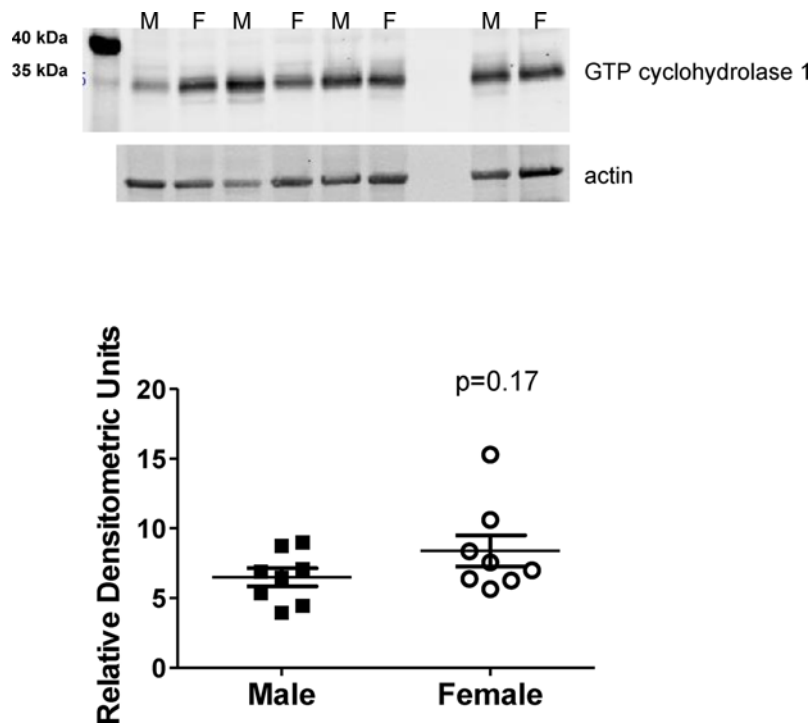 M F M F M F M F
40 kDa
35 kDa
GTP cyclohydrolase 1
actin
p=0.17
Relative Densitometric Units
20
15
10
5
0
Male Female